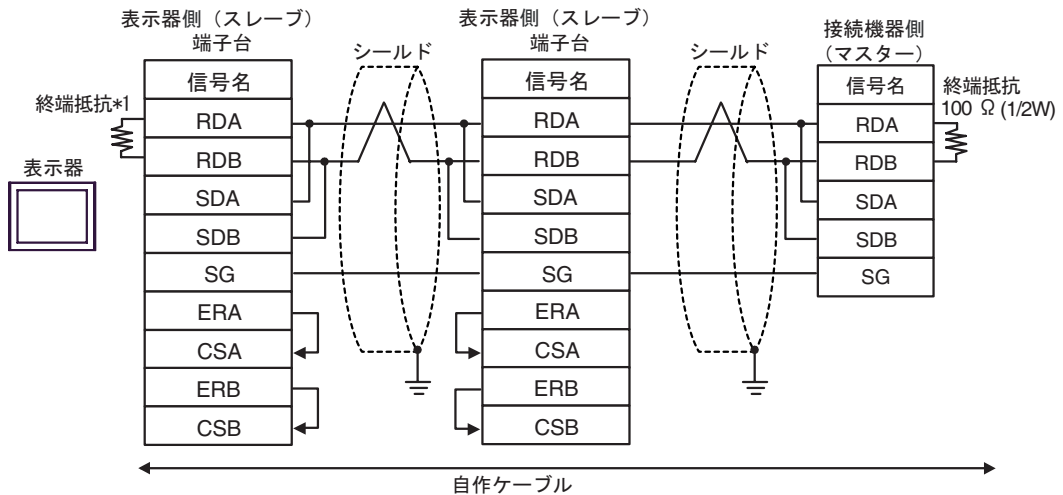 表示器側（スレーブ）
端子台
シールド
表示器側（スレーブ）
端子台
シールド
接続機器側
（マスター）
終端抵抗*1
表示器
信号名
RDA
RDB
SDA
SDB
SG
ERA
CSA
ERB
CSB
信号名
RDA
RDB
SDA
SDB
SG
ERA
CSA
ERB
CSB
信号名
RDA
RDB
SDA
SDB
SG
終端抵抗
100 Ω (1/2W)
自作ケーブル